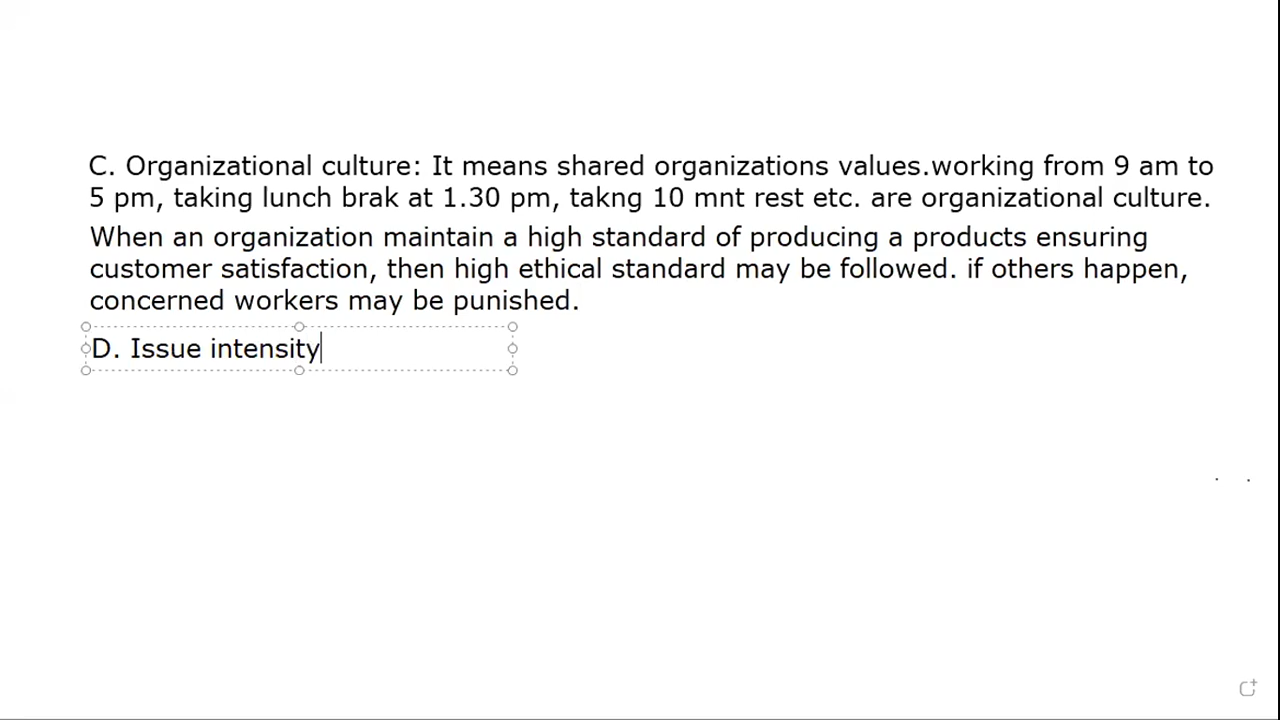 C. Organizational culture: It means shared organizations values.working from 9 am to
5 pm, taking lunch brak at 1.30 pm, takng 10 mnt rest etc. are organizational culture.
When an organization maintain a high standard of producing a products ensuring
customer satisfaction, then high ethical standard may be followed. if others happen,
concerned workers may be punished.
D. Issue intensity